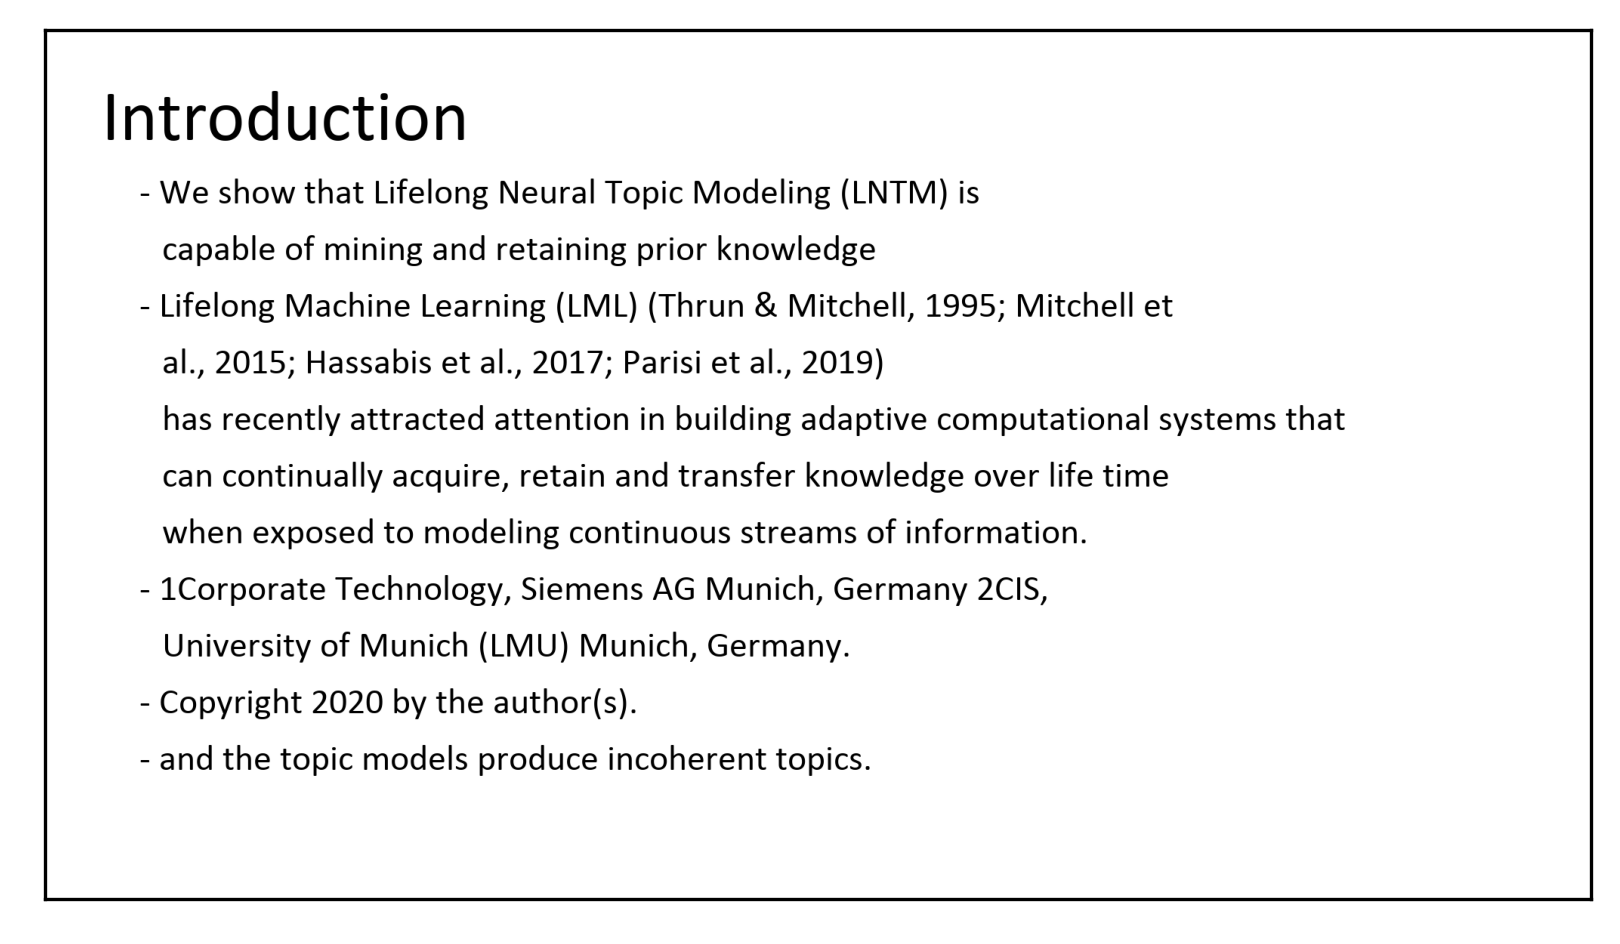 Introduction
- We show that Lifelong Neural Topic Modeling (LNTM) is
capable of mining and retaining prior knowledge
- Lifelong Machine Learning (LML) (Thrun & Mitchell, 1995; Mitchell et
al., 2015; Hassabis et al., 2017; Parisi et al., 2019)
has recently attracted attention in building adaptive computational systems that
can continually acquire, retain and transfer knowledge over life time
when exposed to modeling continuous streams of information.
- 1Corporate Technology, Siemens AG Munich, Germany 2CIS,
University of Munich (LMU) Munich, Germany.
- Copyright 2020 by the author(s).
- and the topic models produce incoherent topics.